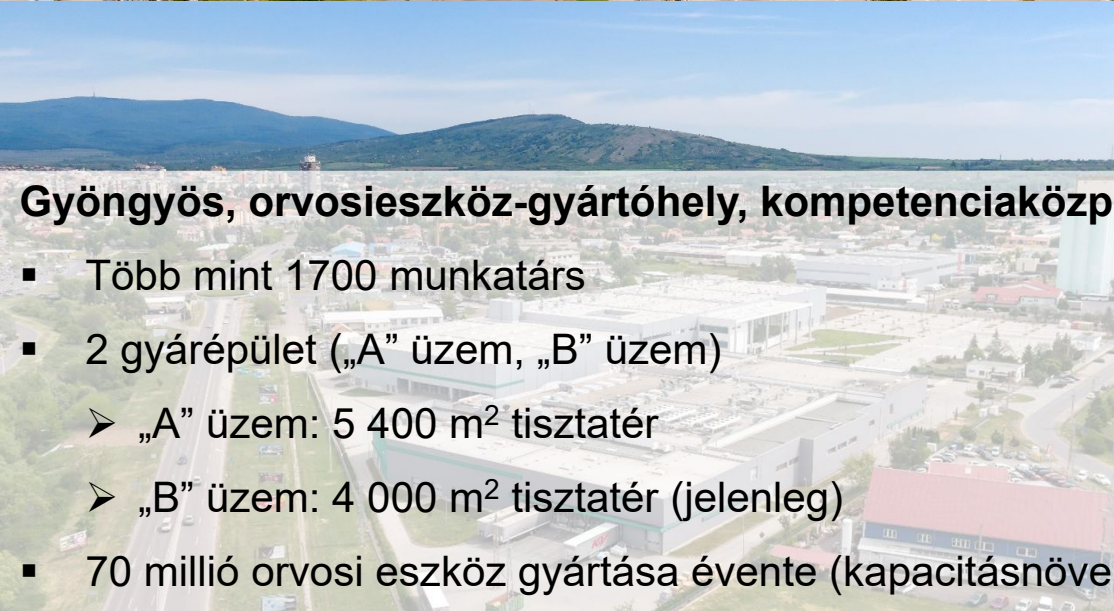 Gyöngyös, orvosieszköz-gyártóhely, kompetenciaközp
▪ Több mint 1700 munkatárs
▪ 2 gyárépület („A” üzem, „B” üzem)
➢ „A” üzem: 5 400 m² tisztatér
➢ „B” üzem: 4 000 m² tisztatér (jelenleg)
▪ 70 millió orvosi eszköz gyártása évente (kapacitásnöve